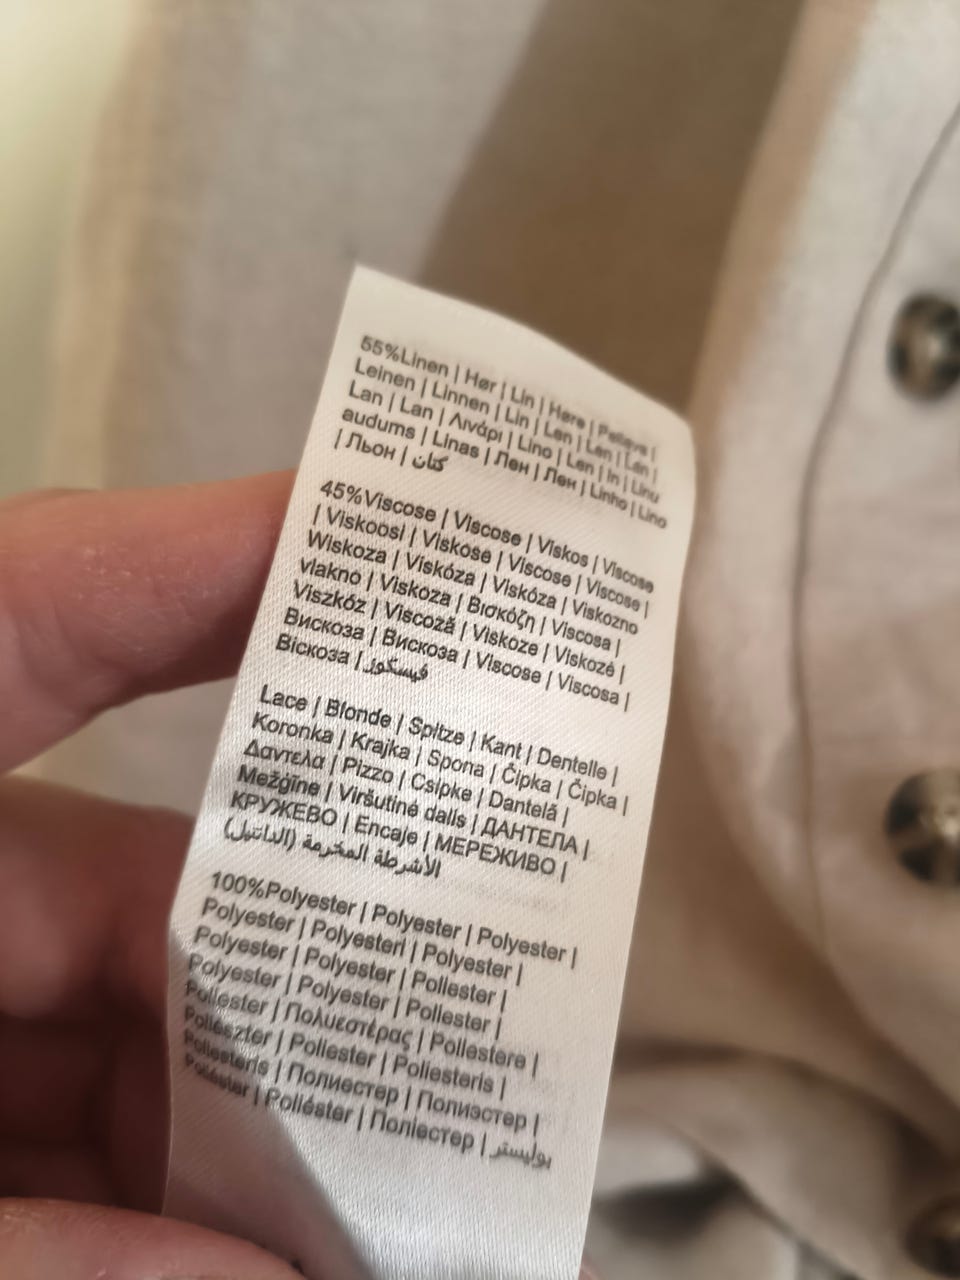 55%Linen | Hør | Lin | Høre | Pellava |
Leinen | Linnen | Lin | Len | Len | Ľan |
Lan | Lan | Λινάρι | Lino | Len | In | Linu
audums | Linas | Лен | Лен | Linho | Lino
| Льон | كتان
45%Viscose | Viscose | Viskos | Viscose
| Viskoosi | Viskose | Viscose | Viscose |
Wiskoza | Viskóza | Viskóza | Viskozno
vlakno | Viskoza | Βισκόζη | Viscosa |
Viszkóz | Viscoză | Viskoze | Viskozė |
Вискоза | Вискоза | Viscose | Viscosa |
Віскоза | فيسكوز
Lace | Blonde | Spitze | Kant | Dentelle |
Koronka | Krajka | Spona | Čipka | Čipka |
Δαντελα | Pizzo | Csipke | Dantelă |
Mežģīne | Viršutinė dalis | ДАНТЕЛА |
КРУЖЕВО | Encaje | МЕРЕЖИВО |
الأشرطة المخرمة (الدانتيل)
100%Polyester | Polyester | Polyester |
Polyester | Polyesteri | Polyester |
Polyester | Polyester | Poliester |
Polyester | Polyester | Poliester |
Poliester | Πολυεστέρας | Poliestere |
Poliészter | Poliester | Poliesteris |
Poliesteris | Полиестер | Полиэстер |
Poliéster | Poliéster | Поліестер | بوليستر